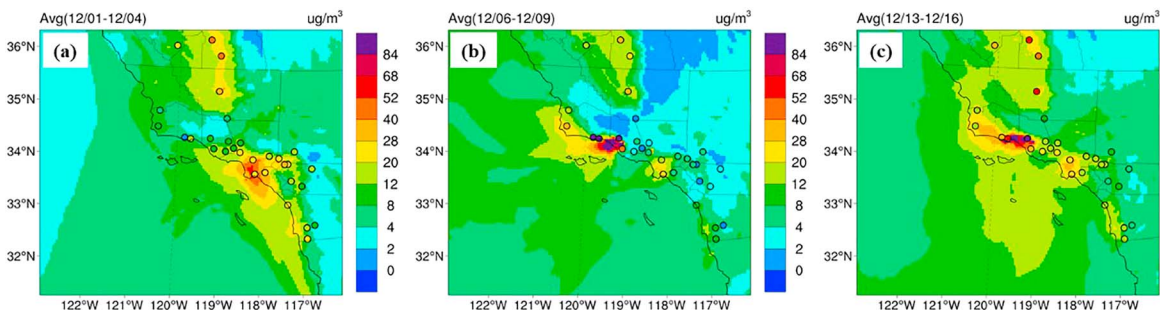 Avg(12/01-12/04) ug/m³
(a)
36°N
35°N
34°N
33°N
32°N
122°W 121°W 120°W 119°W 118°W 117°W
84
68
52
40
28
20
12
8
4
2
0
Avg(12/06-12/09) ug/m³
(b)
36°N
35°N
34°N
33°N
32°N
122°W 121°W 120°W 119°W 118°W 117°W
84
68
52
40
28
20
12
8
4
2
0
Avg(12/13-12/16) ug/m³
(c)
36°N
35°N
34°N
33°N
32°N
122°W 121°W 120°W 119°W 118°W 117°W